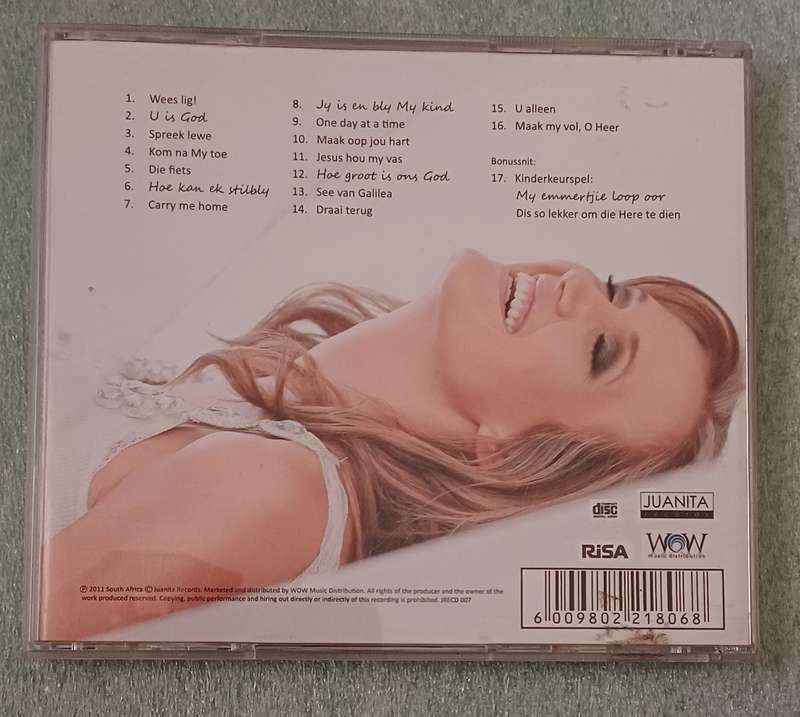 1. Wees lig!
2. U is God
3. Spreek lewe
4. Kom na My toe
5. Die fiets
6. Hoe kan ek stilbly
7. Carry me home
8. Jy is en bly My kind
9. One day at a time
10. Maak oop jou hart
11. Jesus hou my vas
12. Hoe groot is ons God
13. See van Galilea
14. Draai terug
15. U alleen
16. Maak my vol, O Heer
Bonussnit:
17. Kinderkeurspel:
My emmertjie loop oor
Dis so lekker om die Here te dien
COMPACT
disc
DIGITAL AUDIO
JUANITA
records
RiSA
WOW
music distribution
℗ 2011 South Africa © Juanita Records. Marketed and distributed by WOW Music Distribution. All rights of the producer and the owner of the
work produced reserved. Copying, public performance and hiring out directly or indirectly of this recording is prohibited. JRECD 007
6 009802 218068